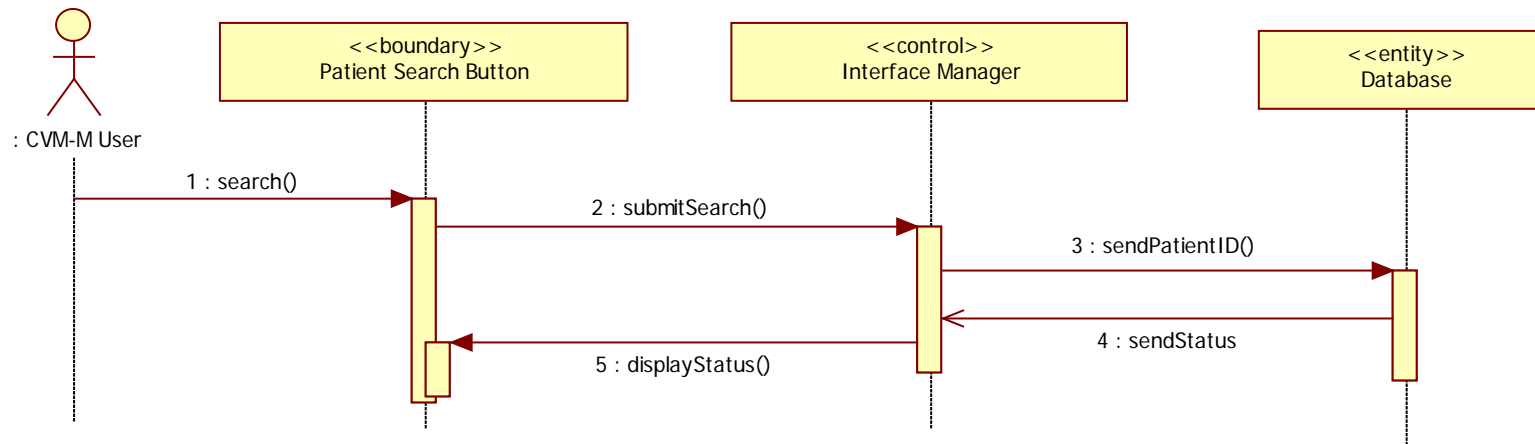 <<boundary>>
Patient Search Button
<<control>>
Interface Manager
<<entity>>
Database
: CVM-M User
1 : search()
2 : submitSearch()
3 : sendPatientID()
4 : sendStatus
5 : displayStatus()